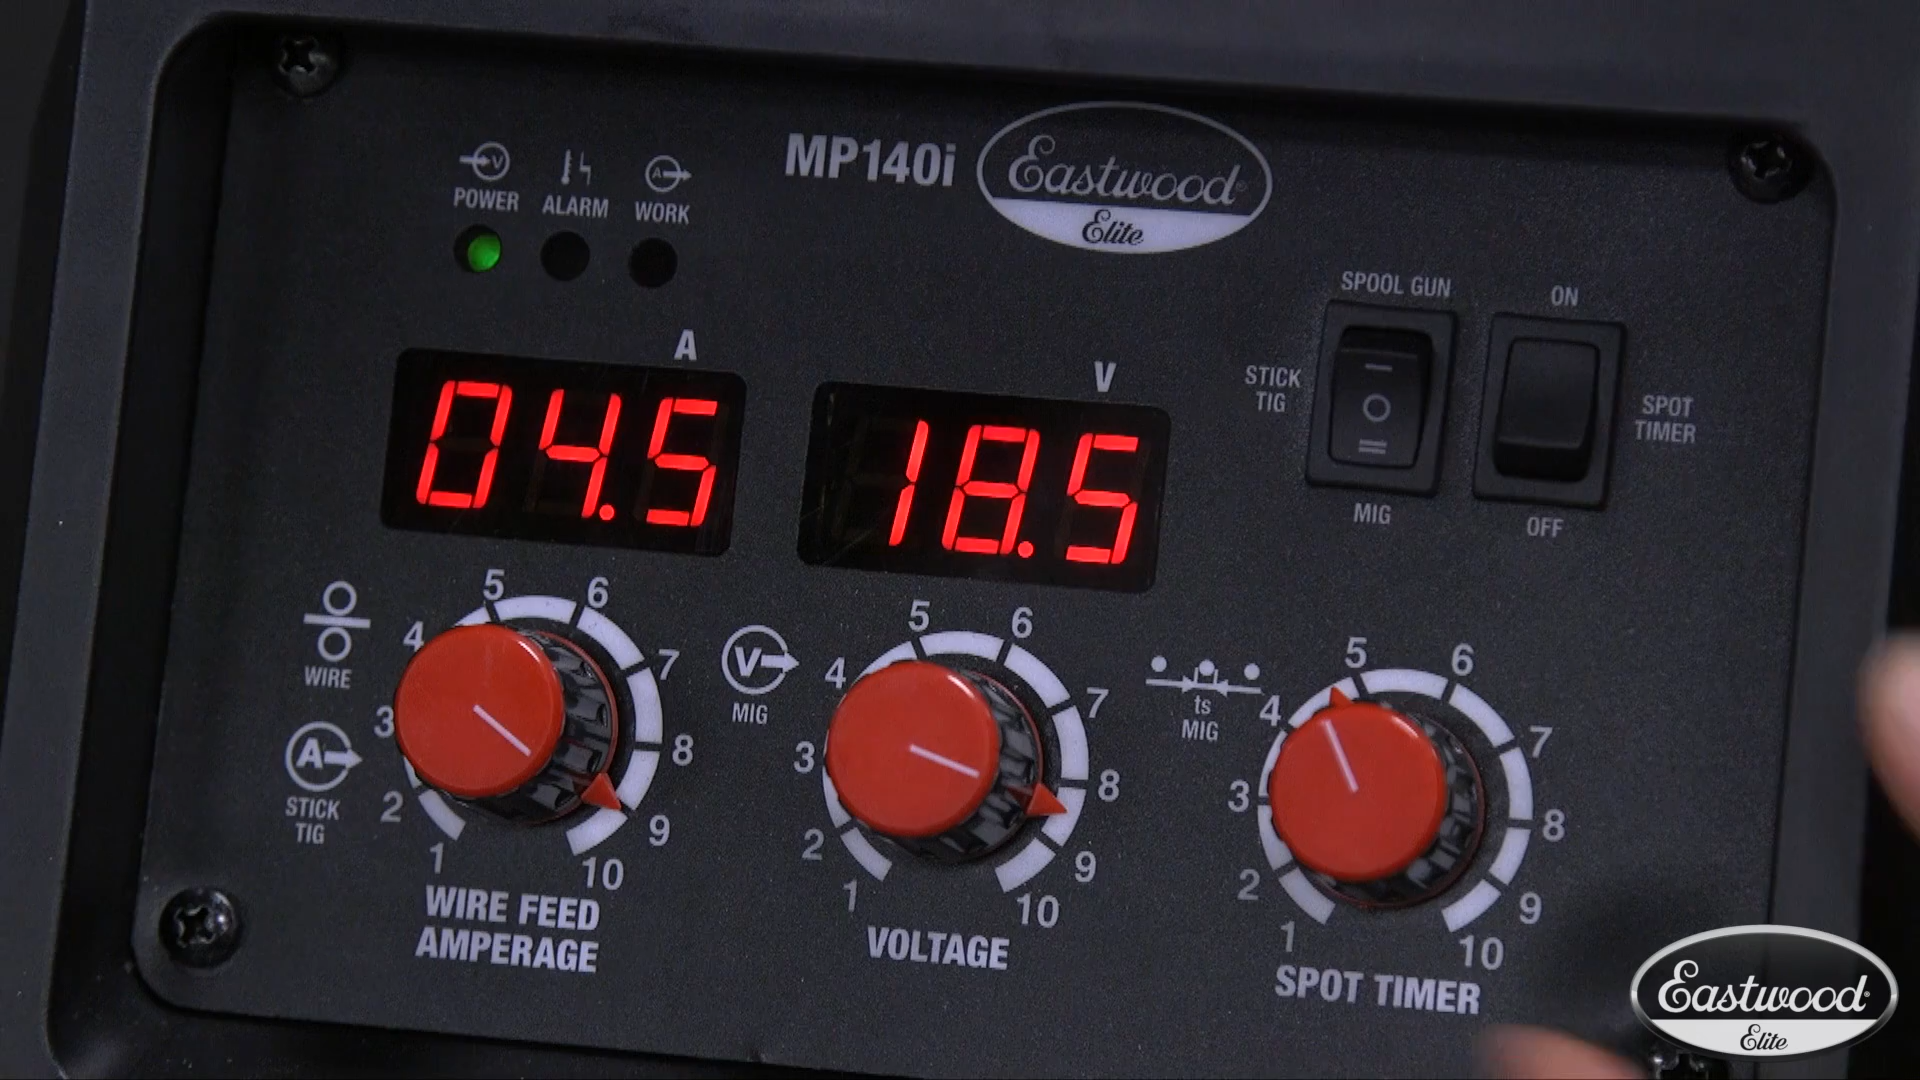 MP140i
Eastwood
Elite
V
A
POWER
ALARM
WORK
SPOOL GUN
ON
A
V
STICK
TIG
SPOT
TIMER
04.5
18.5
MIG
OFF
WIRE
A
STICK
TIG
1
2
3
4
5
6
7
8
9
10
WIRE FEED
AMPERAGE
V
MIG
1
2
3
4
5
6
7
8
9
10
VOLTAGE
ts
MIG
1
2
3
4
5
6
7
8
9
10
SPOT TIMER
Eastwood
Elite